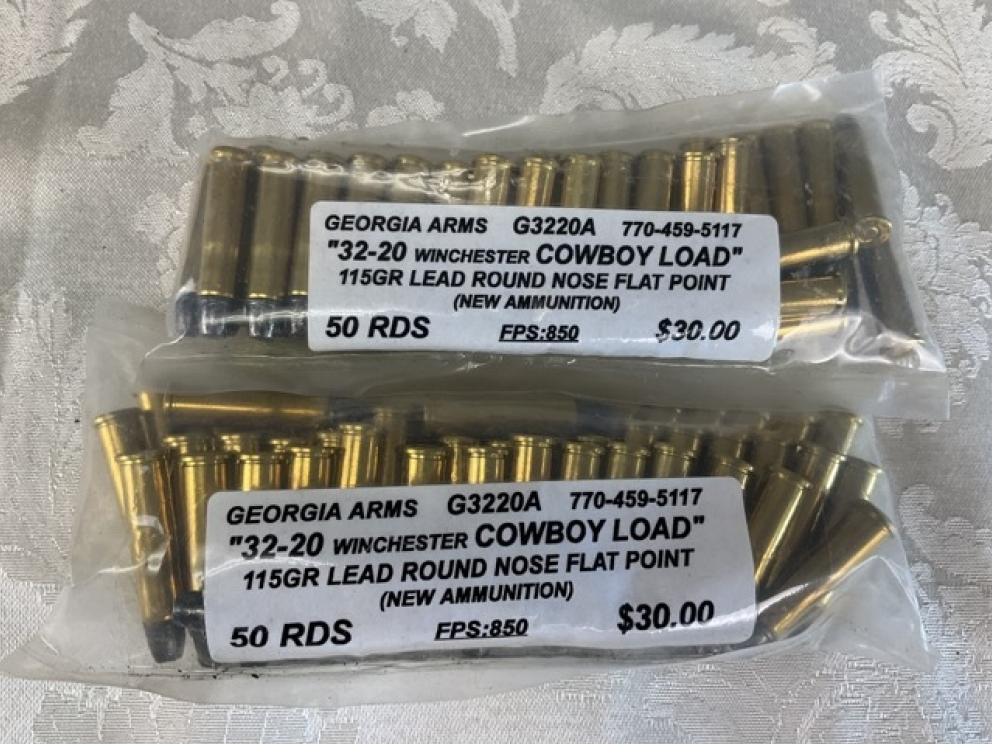 GEORGIA ARMS G3220A 770-459-5117
"32-20 WINCHESTER COWBOY LOAD"
115GR LEAD ROUND NOSE FLAT POINT
(NEW AMMUNITION)
50 RDS FPS:850 $30.00
GEORGIA ARMS G3220A 770-459-5117
"32-20 WINCHESTER COWBOY LOAD"
115GR LEAD ROUND NOSE FLAT POINT
(NEW AMMUNITION)
50 RDS FPS:850 $30.00